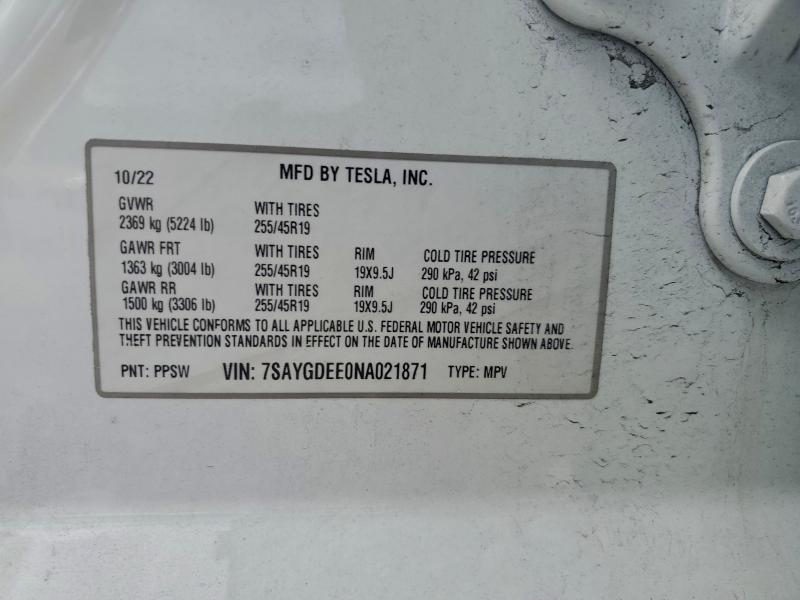 10/22 MFD BY TESLA, INC.
GVWR WITH TIRES
2369 kg (5224 lb) 255/45R19
GAWR FRT WITH TIRES RIM COLD TIRE PRESSURE
1363 kg (3004 lb) 255/45R19 19X9.5J 290 kPa, 42 psi
GAWR RR WITH TIRES RIM COLD TIRE PRESSURE
1500 kg (3306 lb) 255/45R19 19X9.5J 290 kPa, 42 psi
THIS VEHICLE CONFORMS TO ALL APPLICABLE U.S. FEDERAL MOTOR VEHICLE SAFETY AND
THEFT PREVENTION STANDARDS IN EFFECT ON THE DATE OF MANUFACTURE SHOWN ABOVE.
PNT: PPSW VIN: 7SAYGDEE0NA021871 TYPE: MPV